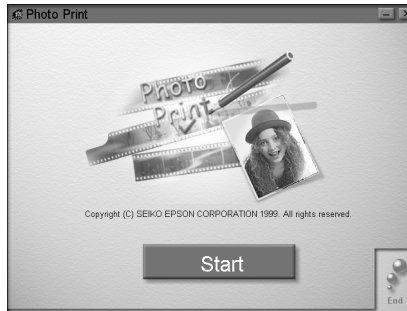 Photo Print
Photo
Print
Copyright (C) SEIKO EPSON CORPORATION 1999. All rights reserved.
Start
End